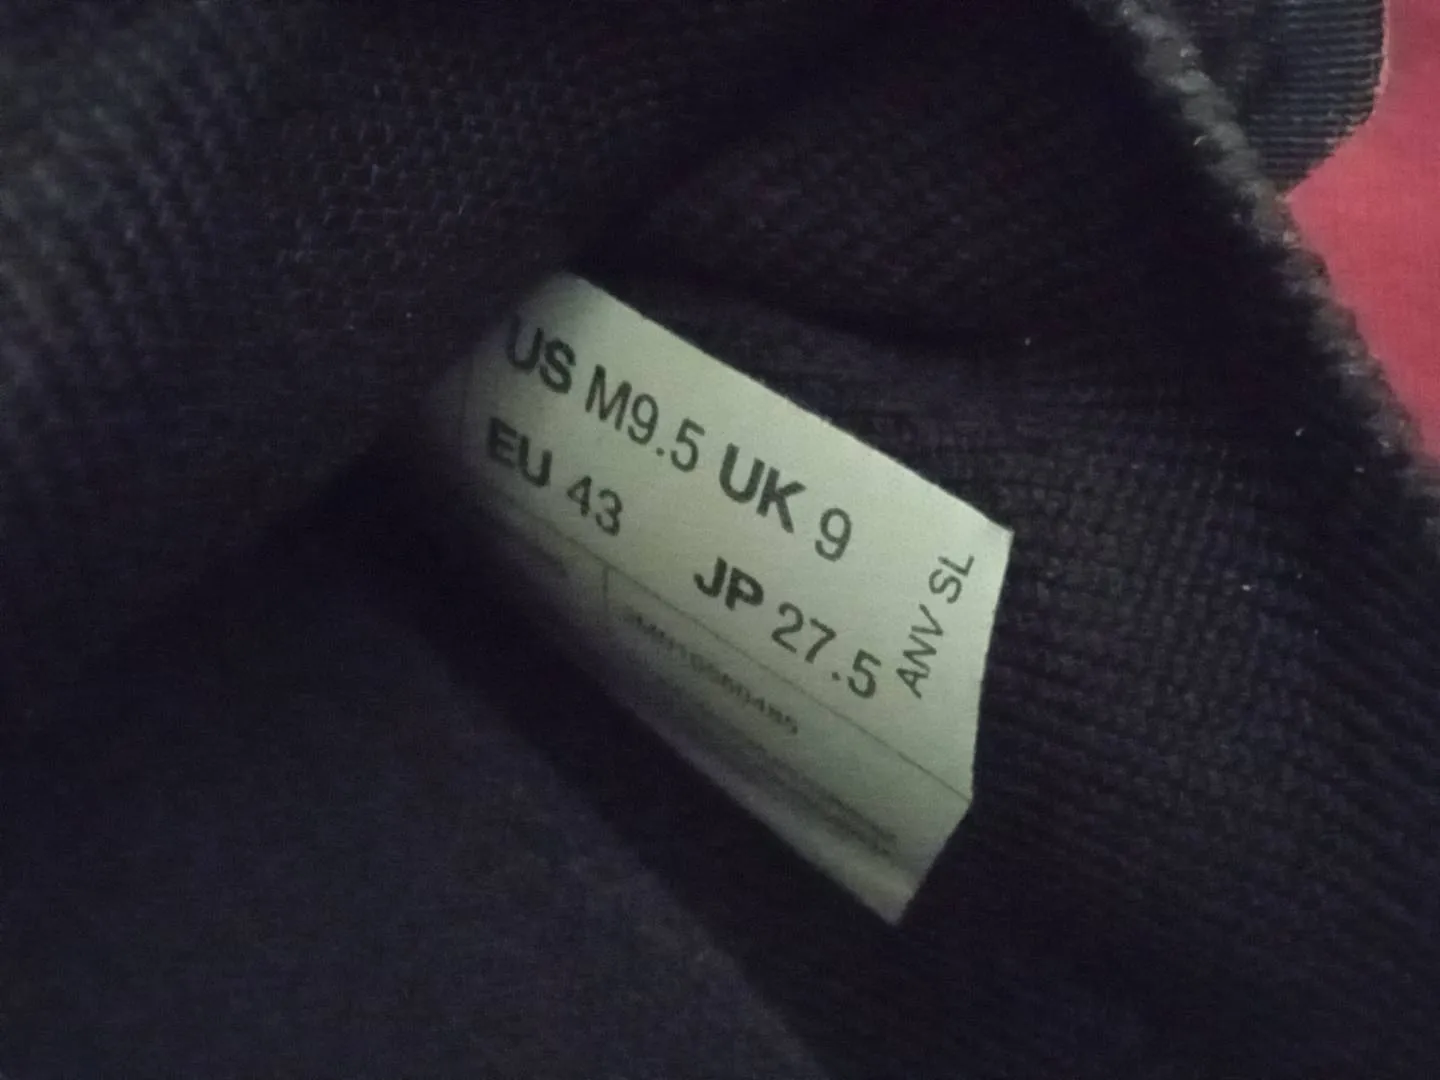 US M9.5 UK 9
EU 43 JP 27.5
ANV SL